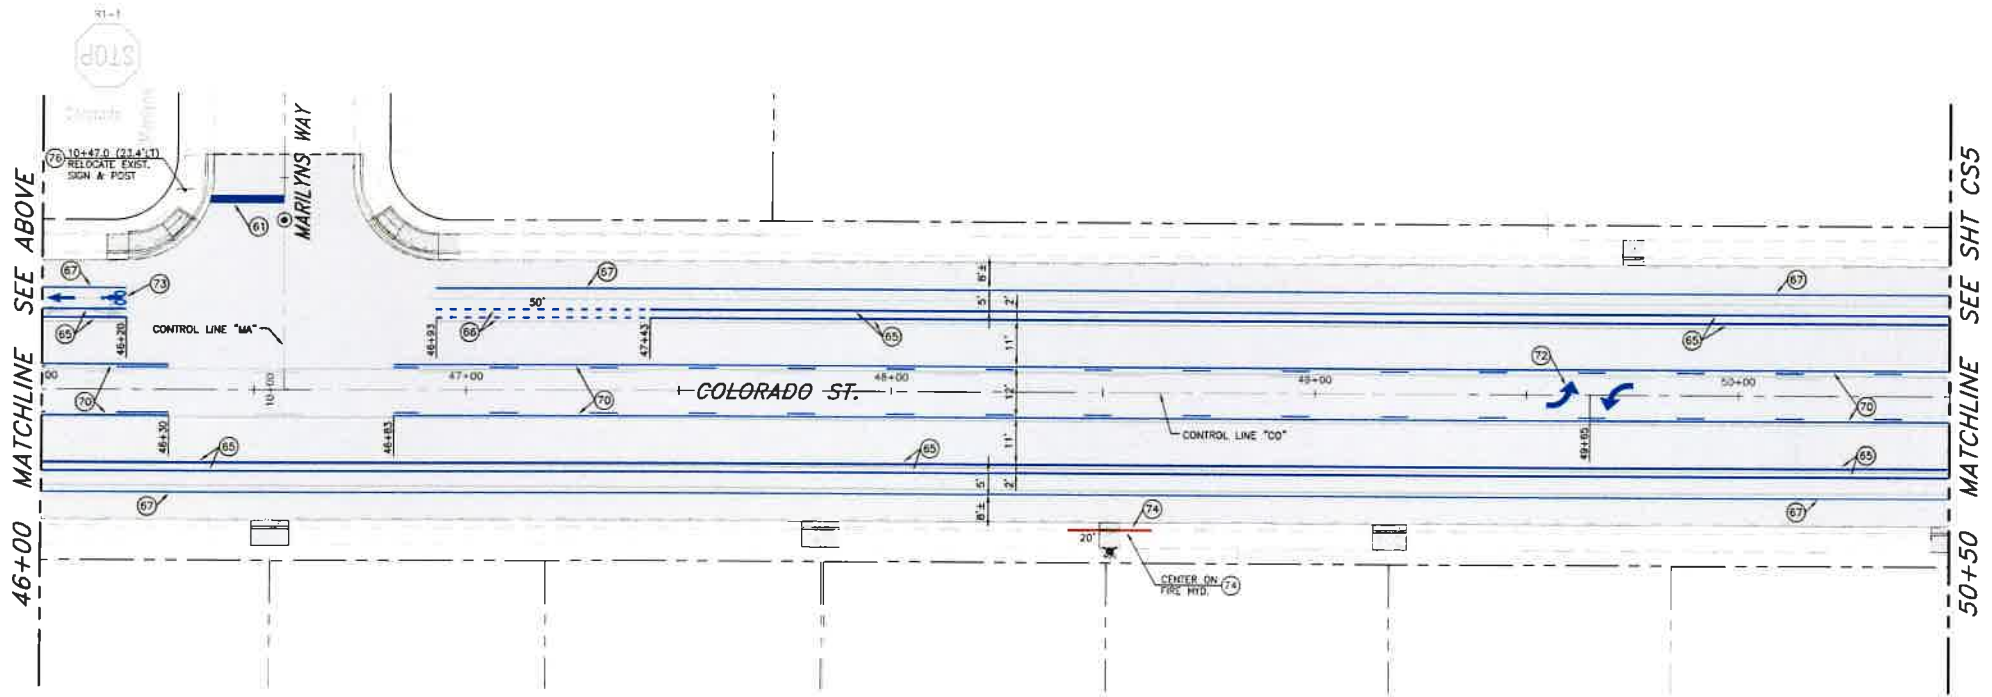 R1-1
STOP
Colorado
Marilyns
76
10+47.0 (23.4'LT)
RELOCATE EXIST.
SIGN & POST
MARILYNS WAY
61
46+00 MATCHLINE SEE ABOVE
50+50 MATCHLINE SEE SHT CS5
67
73
65
46+20
CONTROL LINE "MA"
67
50'
66
46+93
47+43
65
8'±
5'
2'
11'
12'
11'
5'
2'
8'±
67
65
00
70
10+00
47+00
70
COLORADO ST.
48+00
49+00
72
50+00
70
46+30
46+83
CONTROL LINE "CO"
49+65
65
65
65
67
67
74
20'
CENTER ON
FIRE HYD.
74